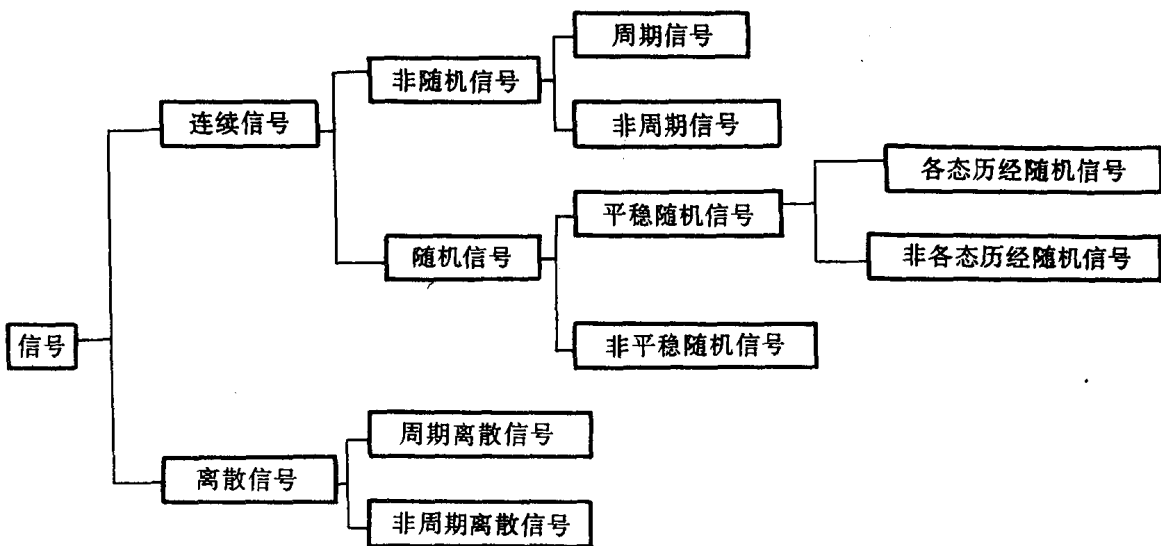 周期信号
非随机信号
连续信号
非周期信号
各态历经随机信号
平稳随机信号
随机信号
非各态历经随机信号
信号
非平稳随机信号
周期离散信号
离散信号
非周期离散信号